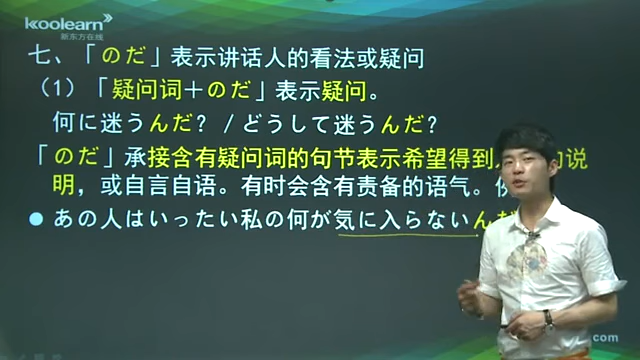 koolearn
新东方在线
七、「のだ」表示讲话人的看法或疑问
（1）「疑问词＋のだ」表示疑问。
何に迷うんだ？／どうして迷うんだ？
「のだ」承接含有疑问词的句节表示希望得到 的说
明，或自言自语。有时会含有责备的语气。
● あの人はいったい私の何が気に入らないんだ
com